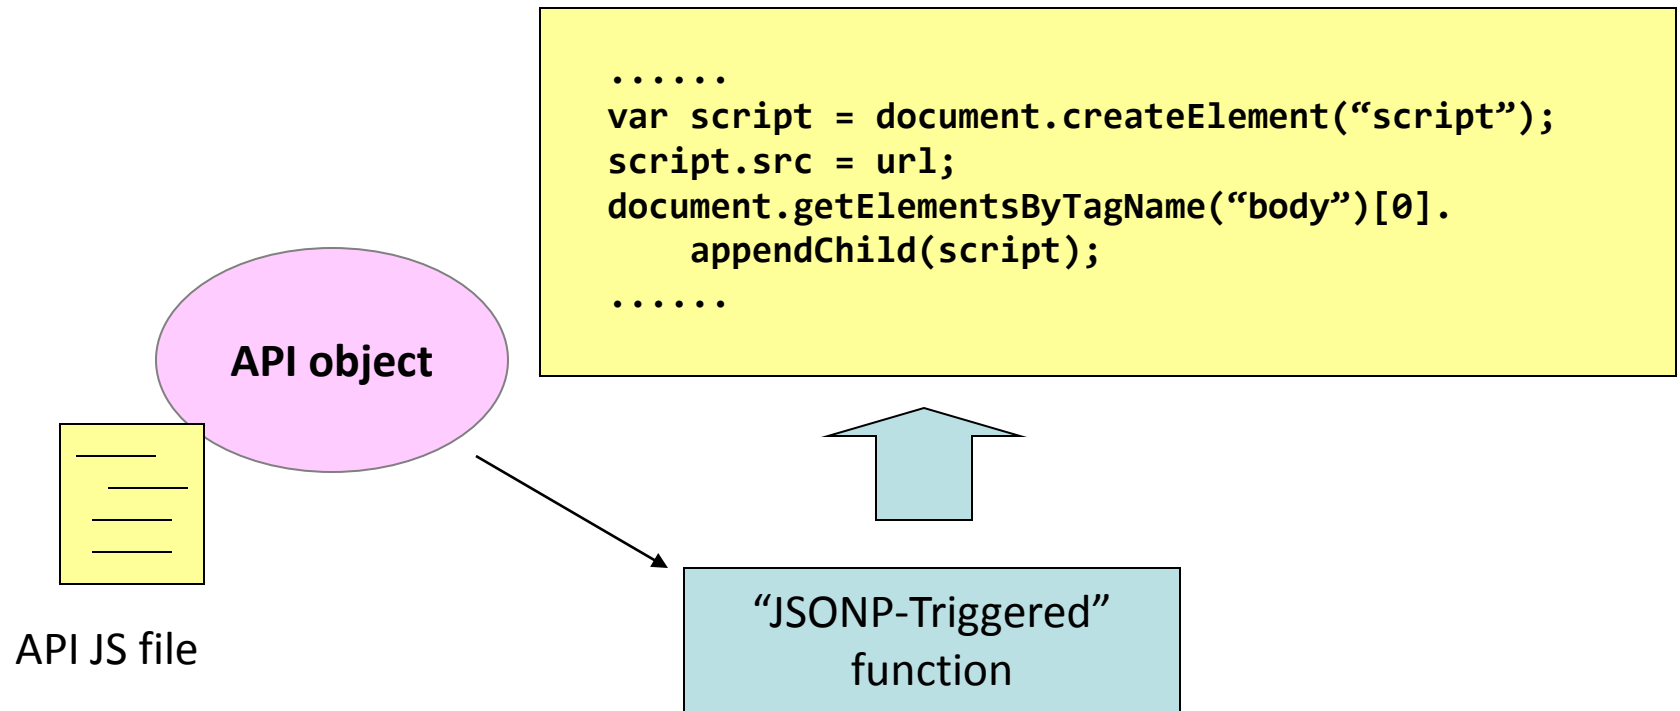 ......
var script = document.createElement(“script”);
script.src = url;
document.getElementsByTagName(“body”)[0].
    appendChild(script);
......
API object
API JS file
“JSONP-Triggered”
function